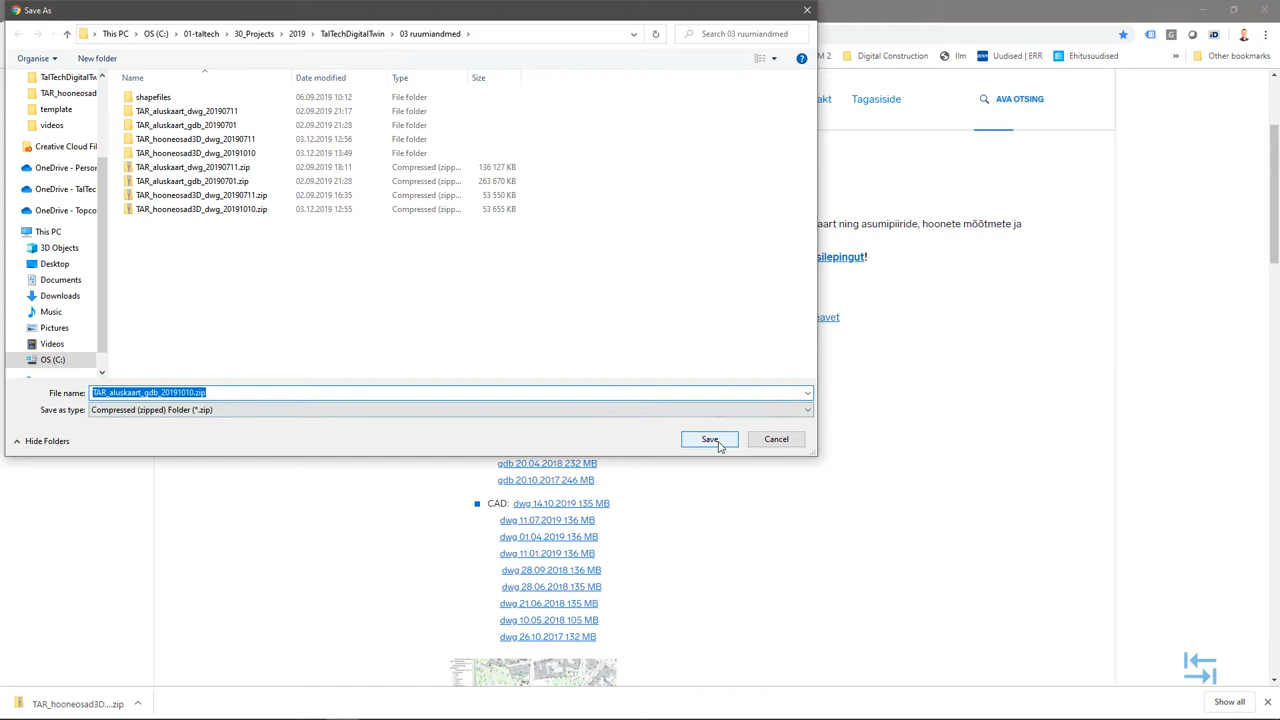 Save As
This PC › OS (C:) › 01-taltech › 30_Projects › 2019 › TalTechDigitalTwin › 03 ruumiandmed ›
Search 03 ruumiandmed
Organise
New folder
Name
Date modified
Type
Size
TalTechDigitalTw
TAR_hooneosad
template
videos
Creative Cloud Fil
OneDrive - Person
OneDrive - TalTec
OneDrive - Topco
This PC
3D Objects
Desktop
Documents
Downloads
Music
Pictures
Videos
OS (C:)
shapefiles 06.09.2019 10:12 File folder
TAR_aluskaart_dwg_20190711 02.09.2019 21:17 File folder
TAR_aluskaart_gdb_20190701 02.09.2019 21:28 File folder
TAR_hooneosad3D_dwg_20190711 03.12.2019 12:56 File folder
TAR_hooneosad3D_dwg_20191010 03.12.2019 13:49 File folder
TAR_aluskaart_dwg_20190711.zip 02.09.2019 18:11 Compressed (zipp... 136 127 KB
TAR_aluskaart_gdb_20190701.zip 02.09.2019 21:28 Compressed (zipp... 263 670 KB
TAR_hooneosad3D_dwg_20190711.zip 02.09.2019 16:35 Compressed (zipp... 53 550 KB
TAR_hooneosad3D_dwg_20191010.zip 03.12.2019 12:55 Compressed (zipp... 53 655 KB
File name: TAR_aluskaart_gdb_20191010.zip
Save as type: Compressed (zipped) Folder (*.zip)
Hide Folders
Save
Cancel
M 2
Digital Construction
Ilm
Uudised | ERR
Ehitusuudised
Other bookmarks
akt
Tagasiside
AVA OTSING
aart ning asumipiiride, hoonete mõõtmete ja
silepingut!
eavet
gdb 20.04.2018 232 MB
gdb 20.10.2017 246 MB
CAD: dwg 14.10.2019 135 MB
dwg 11.07.2019 136 MB
dwg 01.04.2019 136 MB
dwg 11.01.2019 136 MB
dwg 28.09.2018 136 MB
dwg 28.06.2018 135 MB
dwg 21.06.2018 135 MB
dwg 10.05.2018 105 MB
dwg 26.10.2017 132 MB
TAR_hooneosad3D....zip
Show all